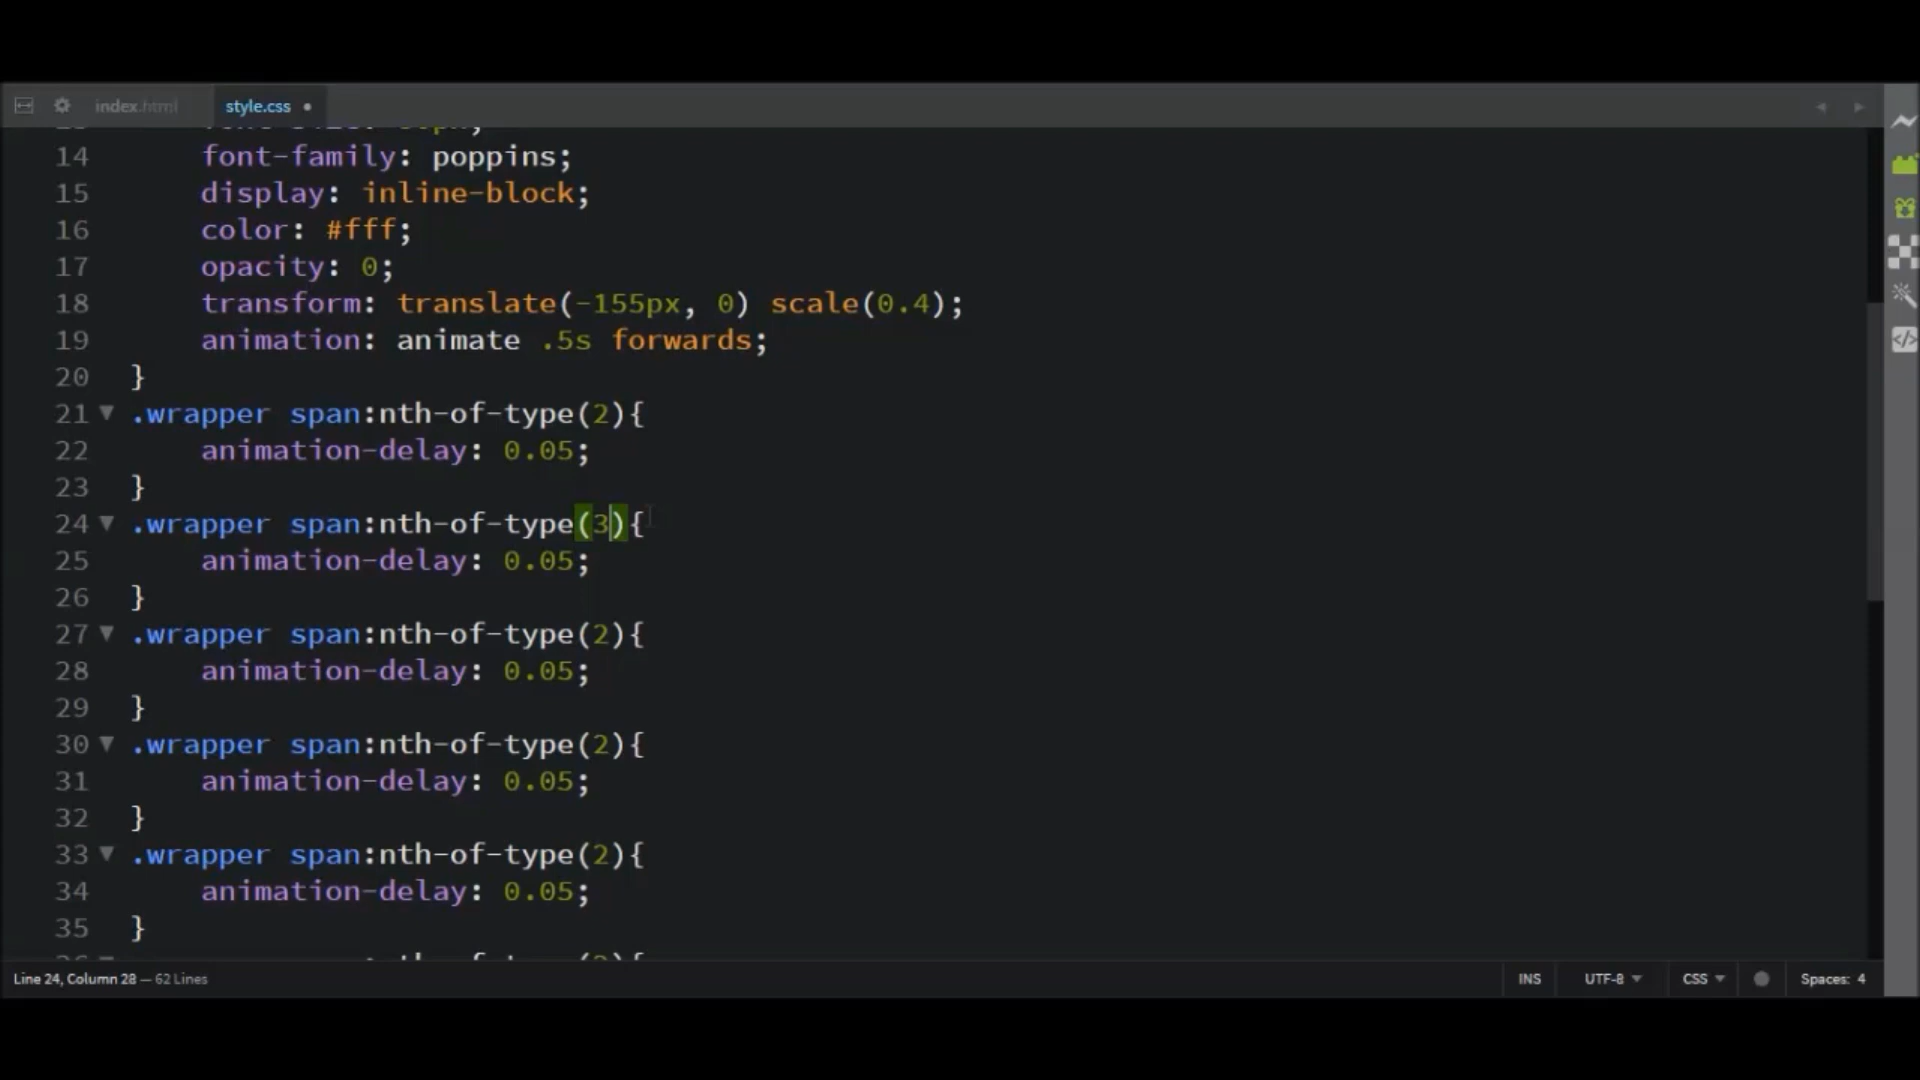 index.html
style.css •
14 font-family: poppins;
15 display: inline-block;
16 color: #fff;
17 opacity: 0;
18 transform: translate(-155px, 0) scale(0.4);
19 animation: animate .5s forwards;
20 }
21 .wrapper span:nth-of-type(2){
22 animation-delay: 0.05;
23 }
24 .wrapper span:nth-of-type(3){
25 animation-delay: 0.05;
26 }
27 .wrapper span:nth-of-type(2){
28 animation-delay: 0.05;
29 }
30 .wrapper span:nth-of-type(2){
31 animation-delay: 0.05;
32 }
33 .wrapper span:nth-of-type(2){
34 animation-delay: 0.05;
35 }
Line 24, Column 28 — 62 Lines
INS
UTF-8
CSS
Spaces: 4